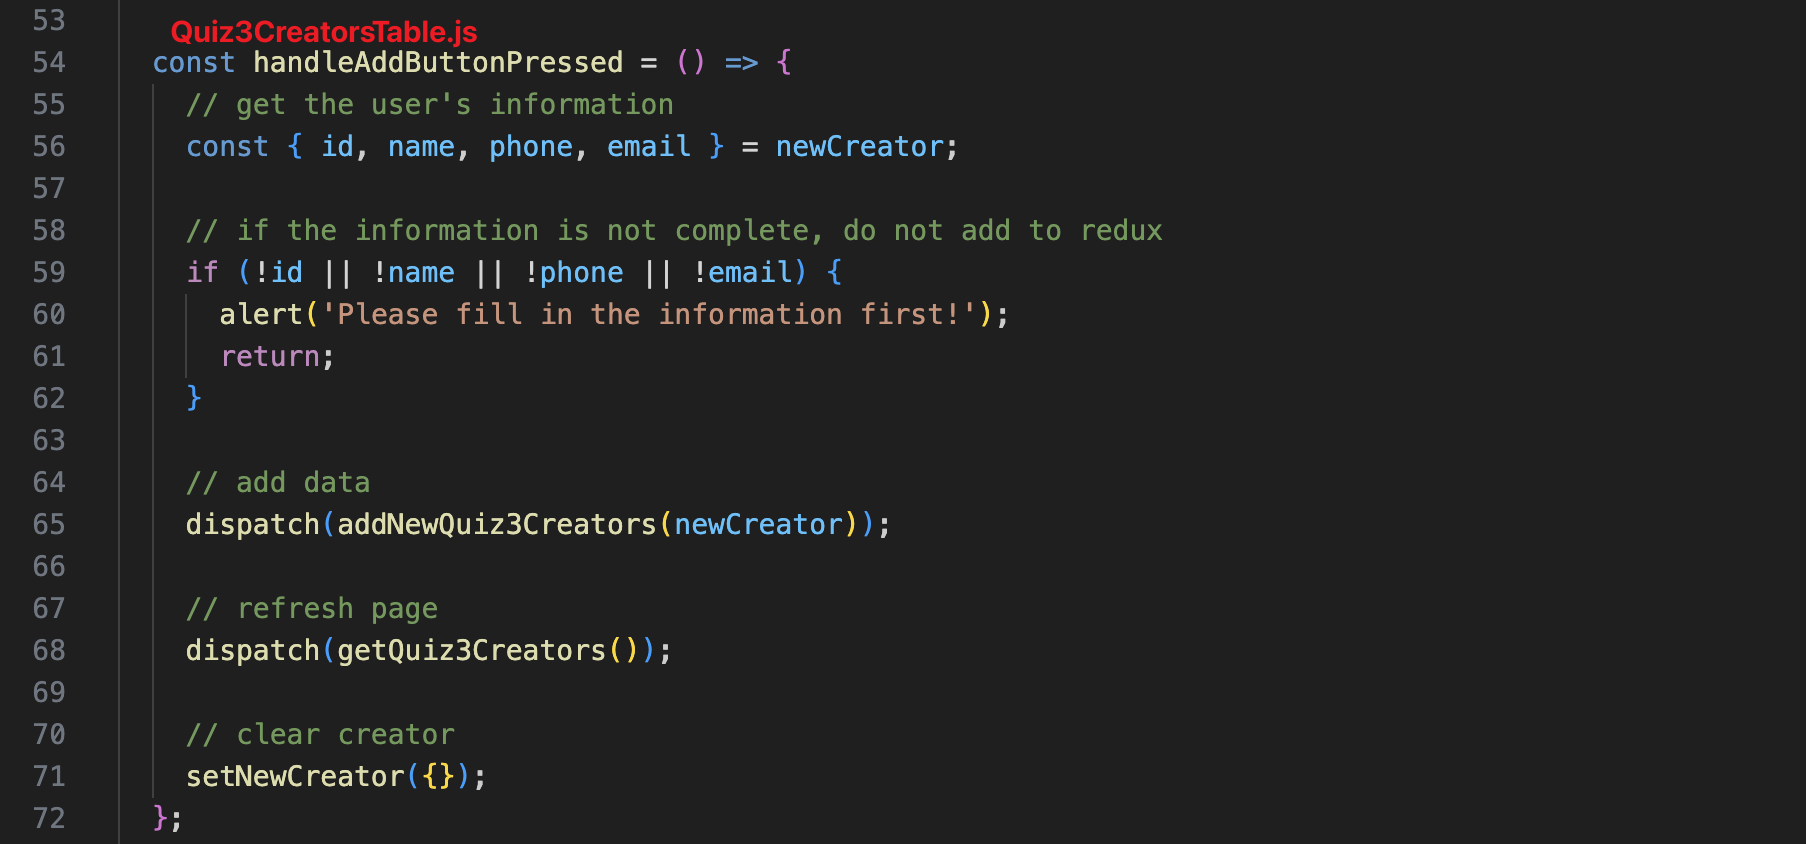 53
Quiz3CreatorsTable.js
54 const handleAddButtonPressed = () => {
55 // get the user's information
56 const { id, name, phone, email } = newCreator;
57
58 // if the information is not complete, do not add to redux
59 if (!id || !name || !phone || !email) {
60 alert('Please fill in the information first!');
61 return;
62 }
63
64 // add data
65 dispatch(addNewQuiz3Creators(newCreator));
66
67 // refresh page
68 dispatch(getQuiz3Creators());
69
70 // clear creator
71 setNewCreator({});
72 };